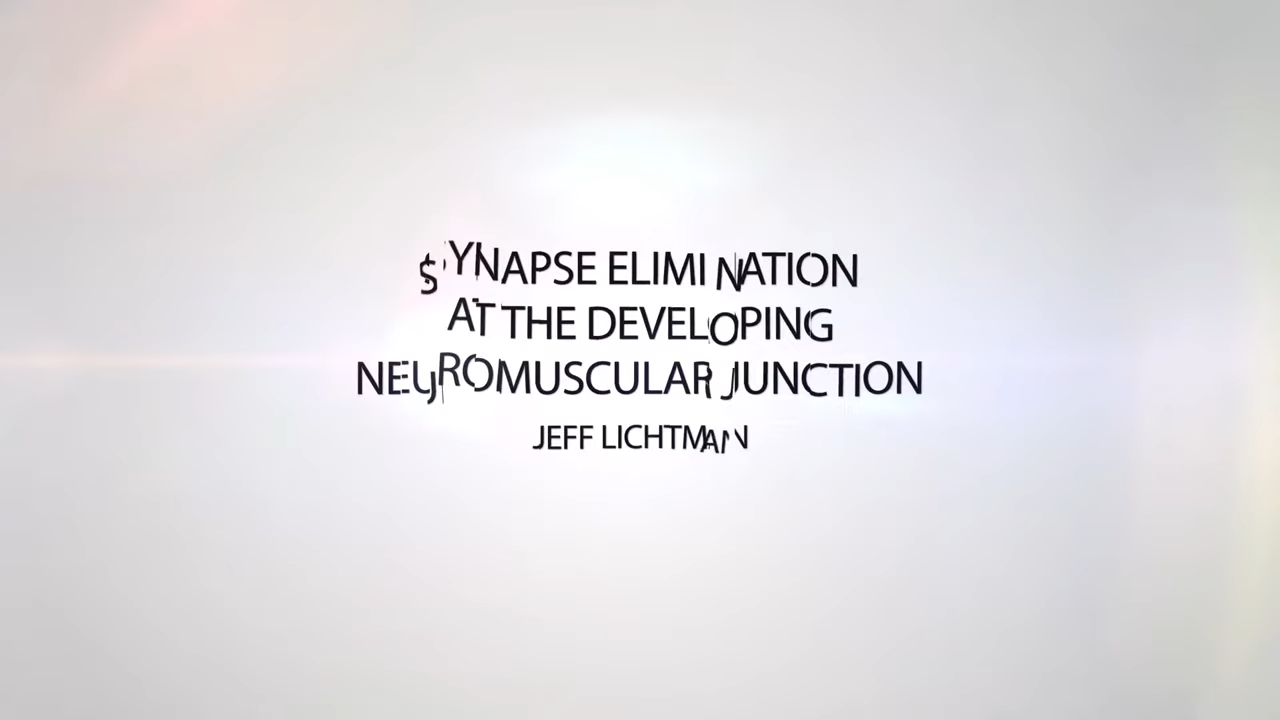 SYNAPSE ELIMINATION
AT THE DEVELOPING
NEUROMUSCULAR JUNCTION
JEFF LICHTMAN